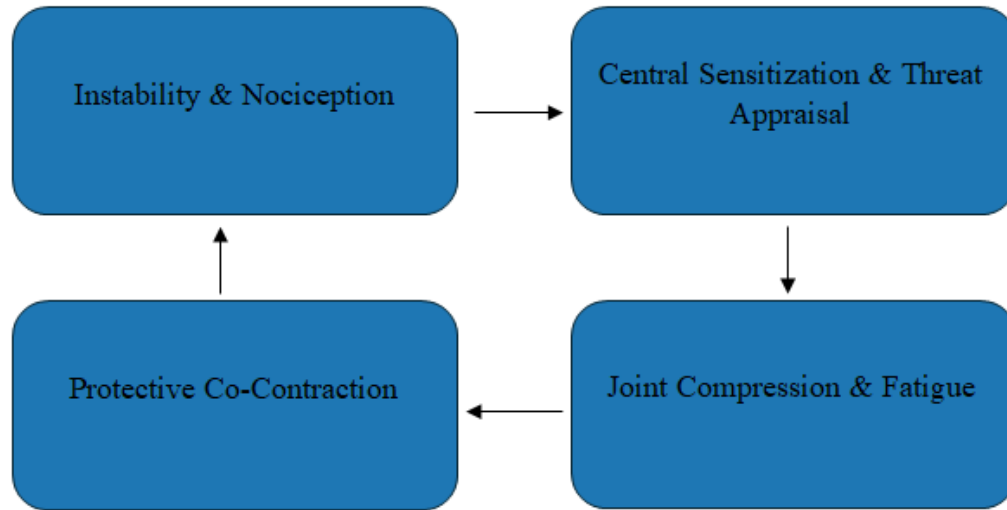 Instability & Nociception
Central Sensitization & Threat
Appraisal
Protective Co-Contraction
Joint Compression & Fatigue